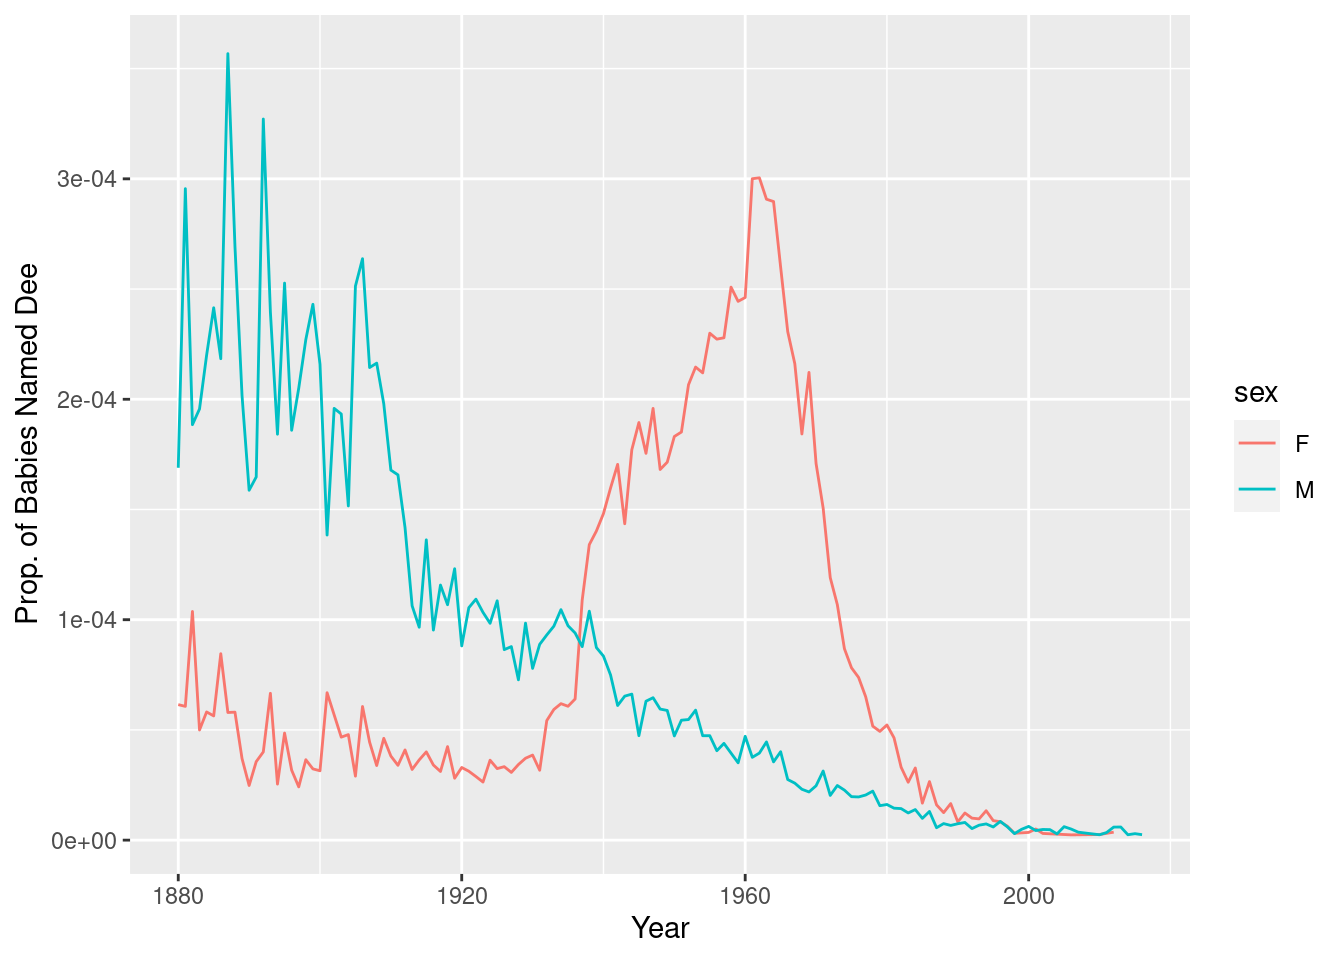 Prop. of Babies Named Dee
3e-04
2e-04
1e-04
0e+00
1880
1920
1960
2000
Year
sex
F
M